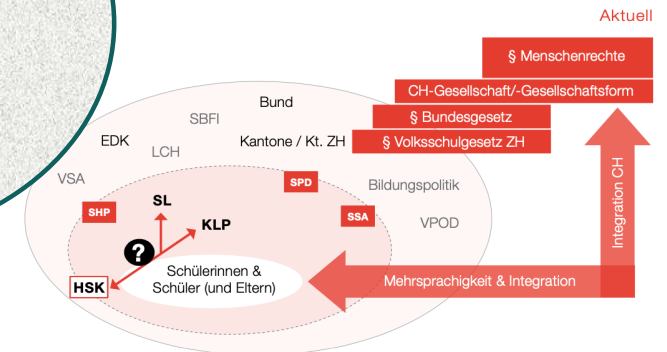 Aktuell
§ Menschenrechte
CH-Gesellschaft/-Gesellschaftsform
§ Bundesgesetz
§ Volksschulgesetz ZH
Bund
SBFI
EDK
Kantone / Kt. ZH
LCH
VSA
SPD
Bildungspolitik
SHP
SL
SSA
KLP
VPOD
?
HSK
Schülerinnen &
Schüler (und Eltern)
Mehrsprachigkeit & Integration
Integration CH